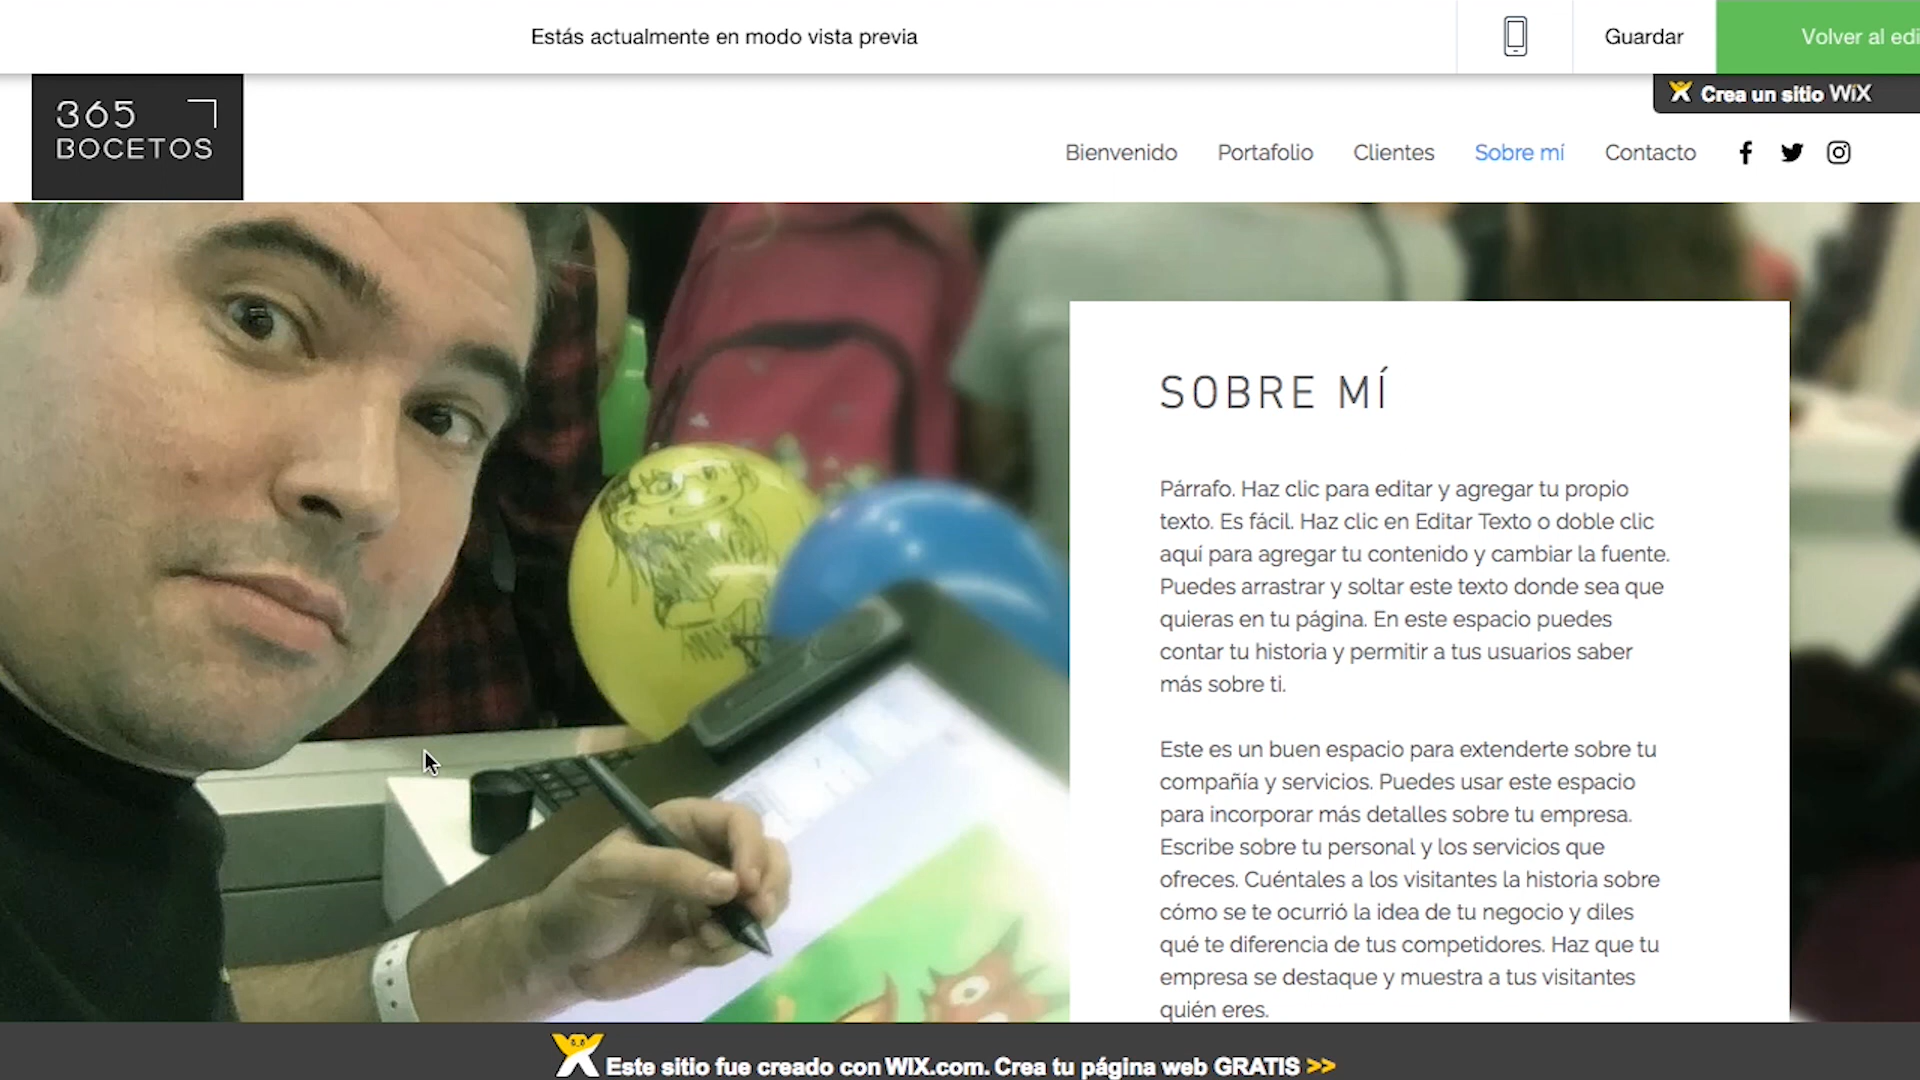 Estás actualmente en modo vista previa
Guardar
Volver al edi
365
BOCETOS
Crea un sitio WiX
Bienvenido
Portafolio
Clientes
Sobre mí
Contacto
SOBRE MÍ
Párrafo. Haz clic para editar y agregar tu propio
texto. Es fácil. Haz clic en Editar Texto o doble clic
aquí para agregar tu contenido y cambiar la fuente.
Puedes arrastrar y soltar este texto donde sea que
quieras en tu página. En este espacio puedes
contar tu historia y permitir a tus usuarios saber
más sobre ti.
Este es un buen espacio para extenderte sobre tu
compañía y servicios. Puedes usar este espacio
para incorporar más detalles sobre tu empresa.
Escribe sobre tu personal y los servicios que
ofreces. Cuéntales a los visitantes la historia sobre
cómo se te ocurrió la idea de tu negocio y diles
qué te diferencia de tus competidores. Haz que tu
empresa se destaque y muestra a tus visitantes
quién eres.
Este sitio fue creado con WIX.com. Crea tu página web GRATIS >>